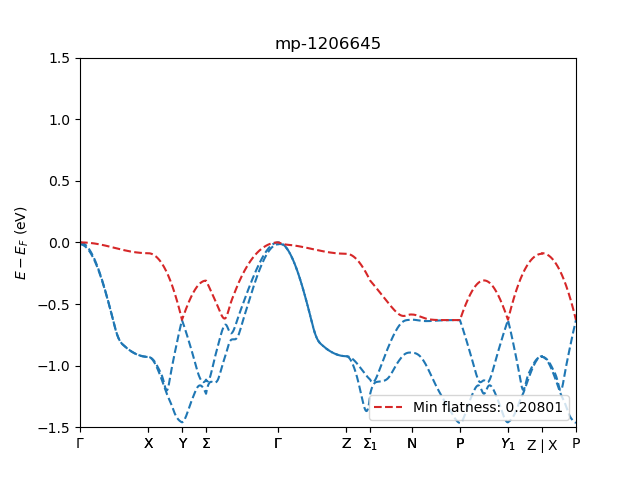 mp-1206645
E − E_F (eV)
1.5
1.0
0.5
0.0
−0.5
−1.0
−1.5
Min flatness: 0.20801
Γ X Y Σ Γ Z Σ₁ N P Y₁ Z | X P